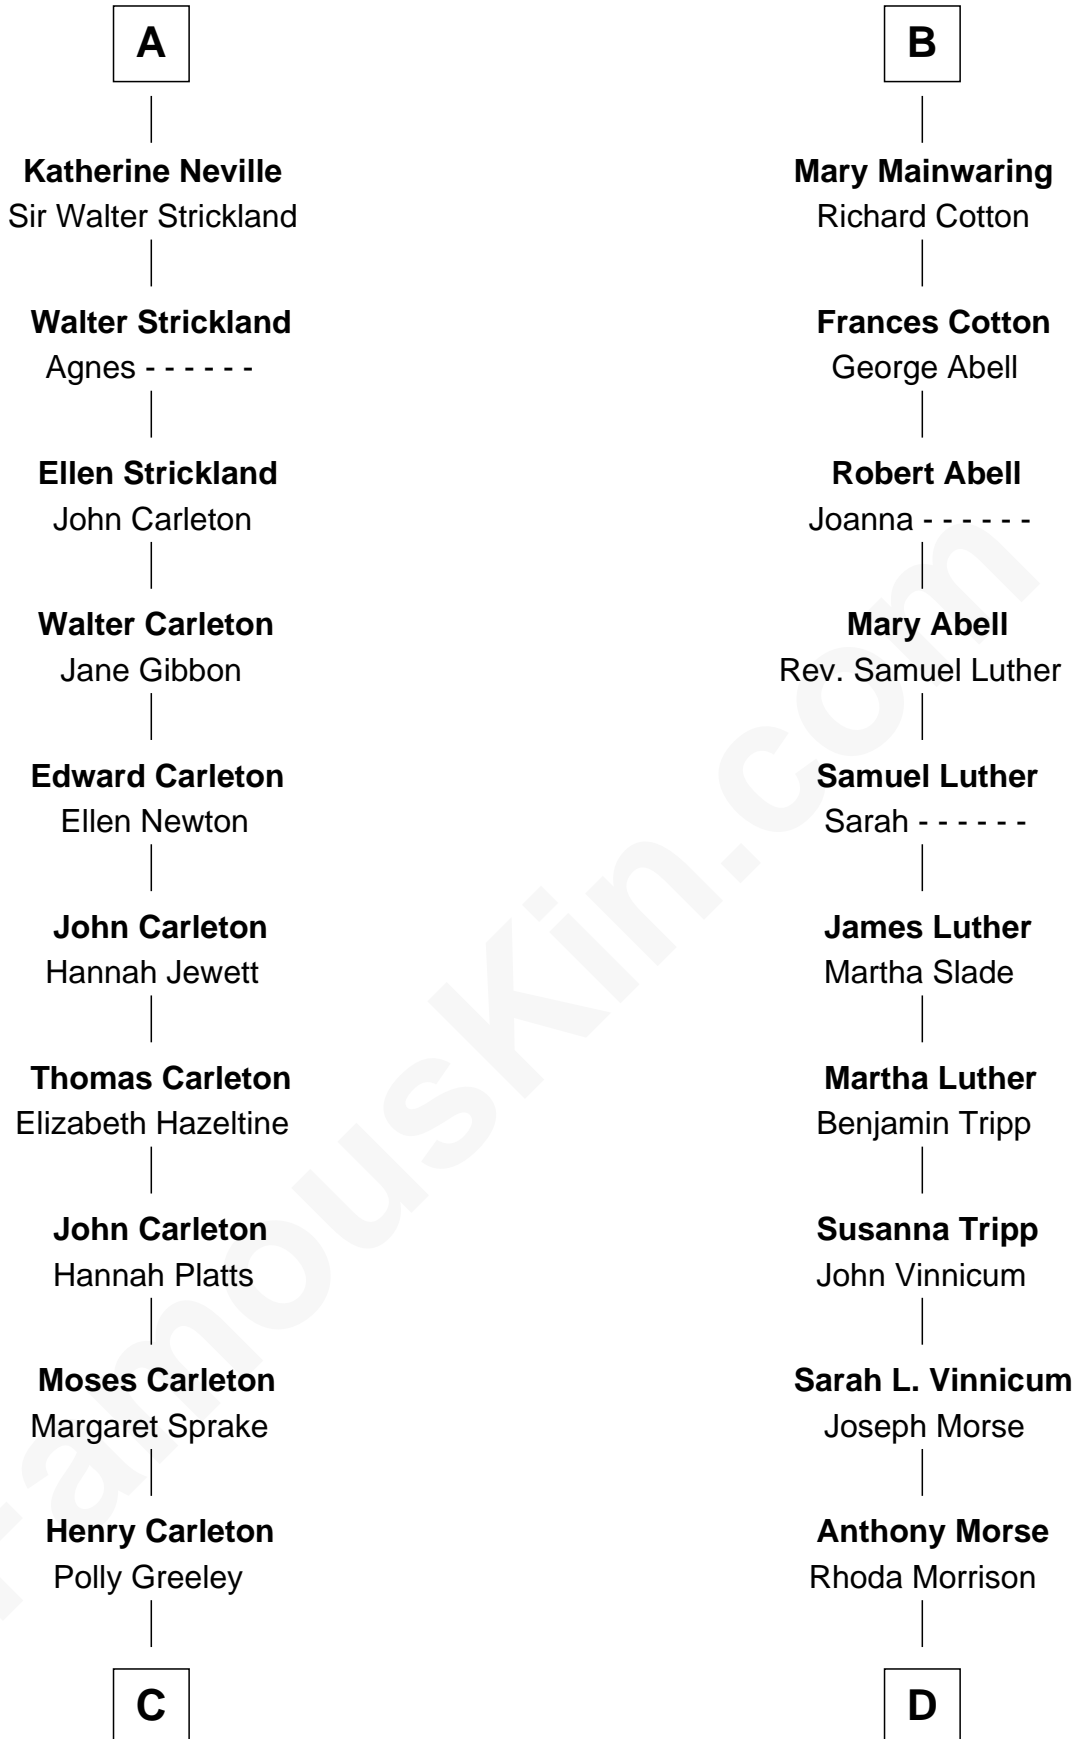 A
B
Katherine Neville
Sir Walter Strickland
Mary Mainwaring
Richard Cotton
Walter Strickland
Agnes - - - - - -
Frances Cotton
George Abell
Ellen Strickland
John Carleton
Robert Abell
Joanna - - - - - -
Walter Carleton
Jane Gibbon
Mary Abell
Rev. Samuel Luther
Edward Carleton
Ellen Newton
Samuel Luther
Sarah - - - - - -
John Carleton
Hannah Jewett
James Luther
Martha Slade
Thomas Carleton
Elizabeth Hazeltine
Martha Luther
Benjamin Tripp
John Carleton
Hannah Platts
Susanna Tripp
John Vinnicum
Moses Carleton
Margaret Sprake
Sarah L. Vinnicum
Joseph Morse
Henry Carleton
Polly Greeley
Anthony Morse
Rhoda Morrison
C
D
FamousKin.com